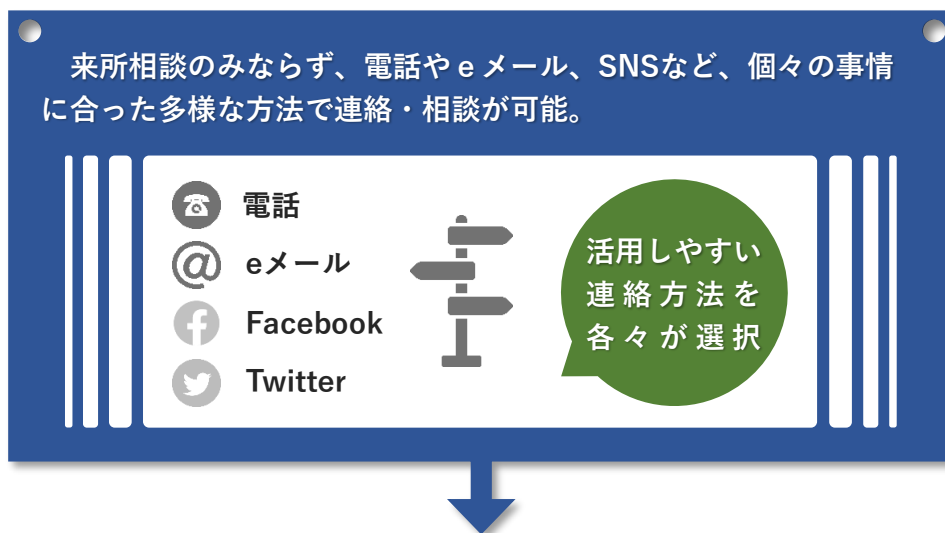 来所相談のみならず、電話やｅメール、SNSなど、個々の事情
に合った多様な方法で連絡・相談が可能。
電話
eメール
Facebook
Twitter
活用しやすい
連絡方法を
各々が選択